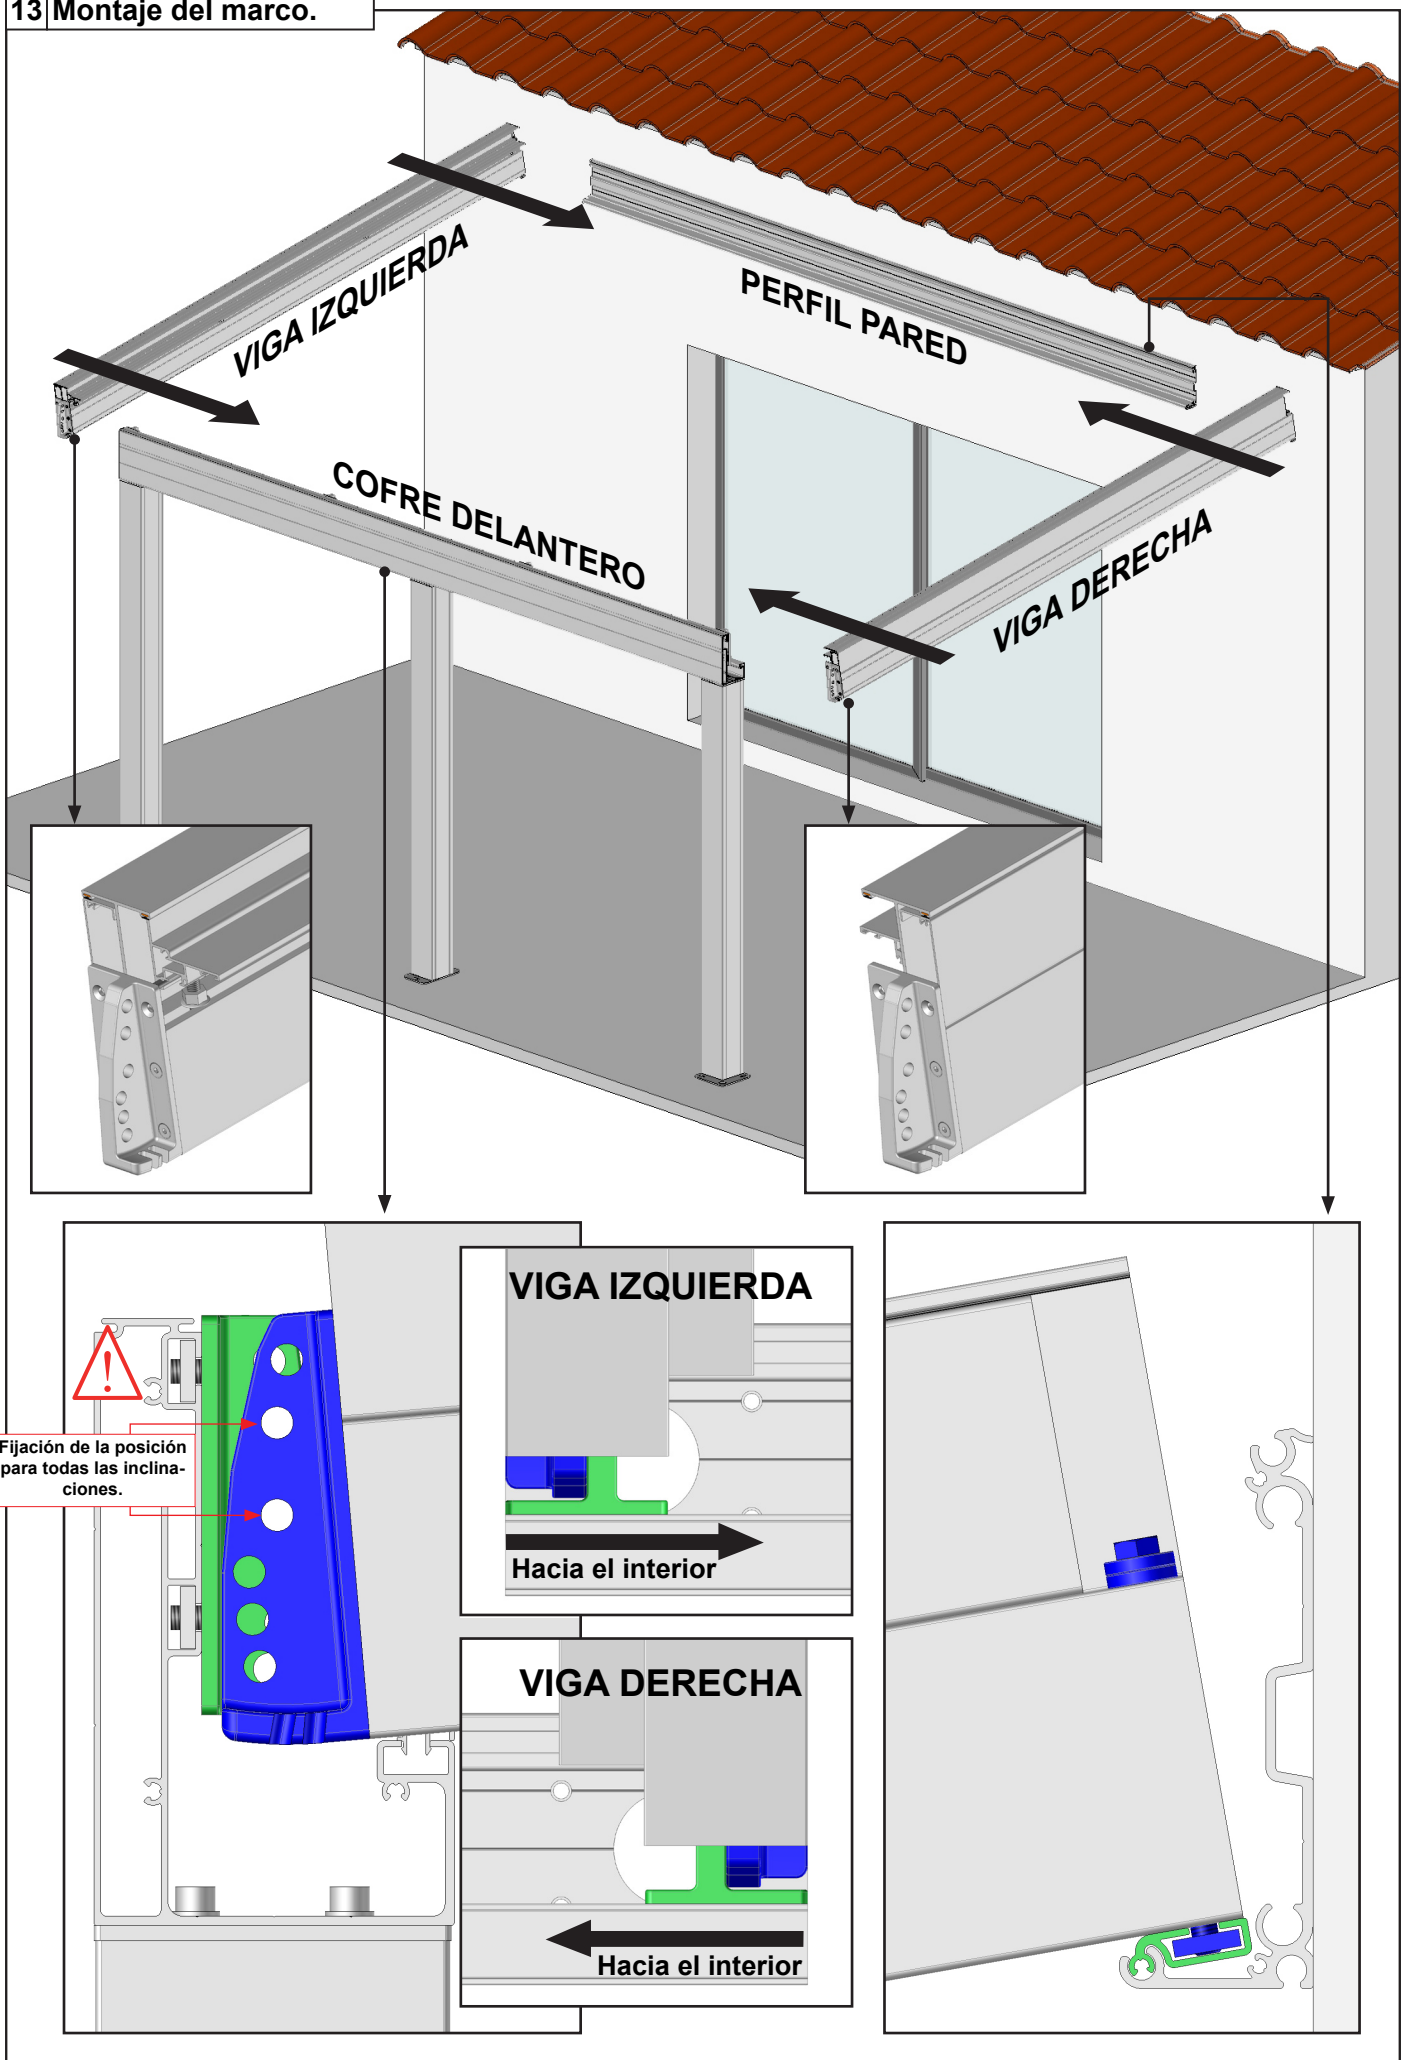 13 Montaje del marco.
VIGA IZQUIERDA
PERFIL PARED
COFRE DELANTERO
VIGA DERECHA
VIGA IZQUIERDA
Hacia el interior
Fijación de la posición
para todas las inclina-
ciones.
VIGA DERECHA
Hacia el interior